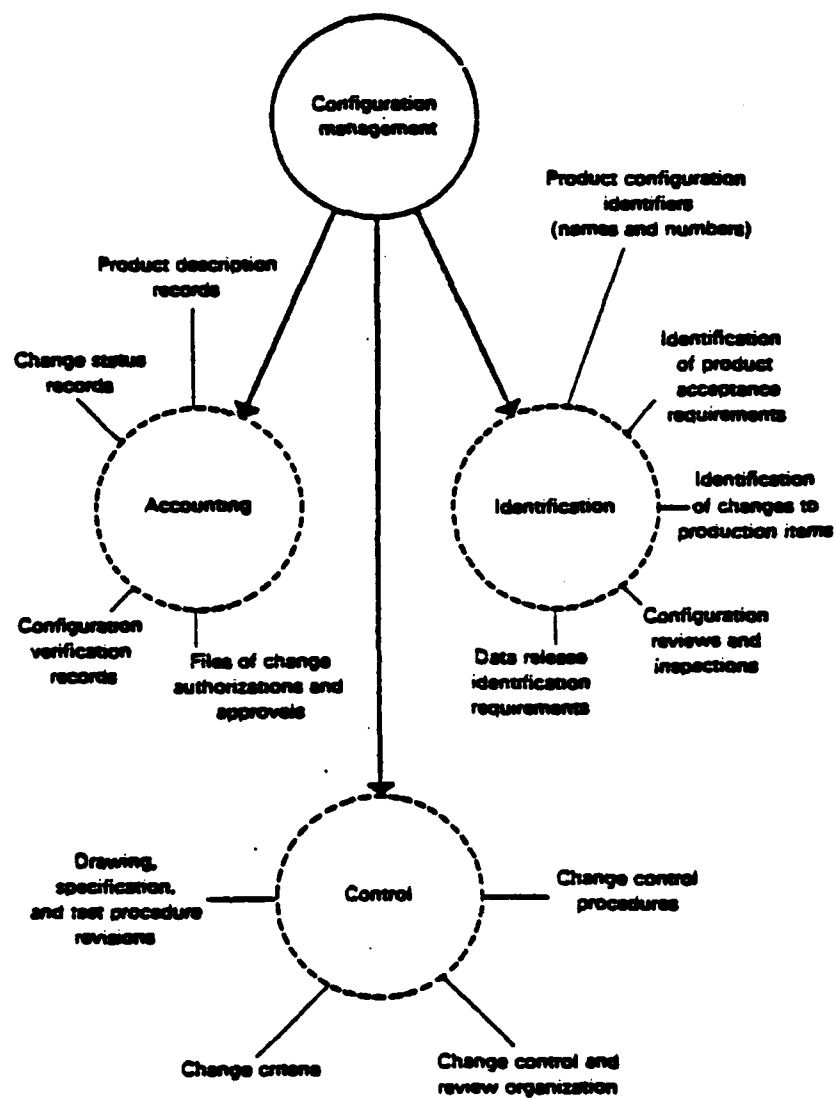 Configuration
management
Product configuration
identifiers
(names and numbers)
Product description
records
Identification
of product
acceptance
requirements
Change status
records
Accounting
Identification
Identification
of changes to
production items
Configuration
verification
records
Files of change
authorizations and
approvals
Data release
identification
requirements
Configuration
reviews and
inspections
Drawing,
specification,
and test procedure
revisions
Control
Change control
procedures
Change criteria
Change control and
review organization